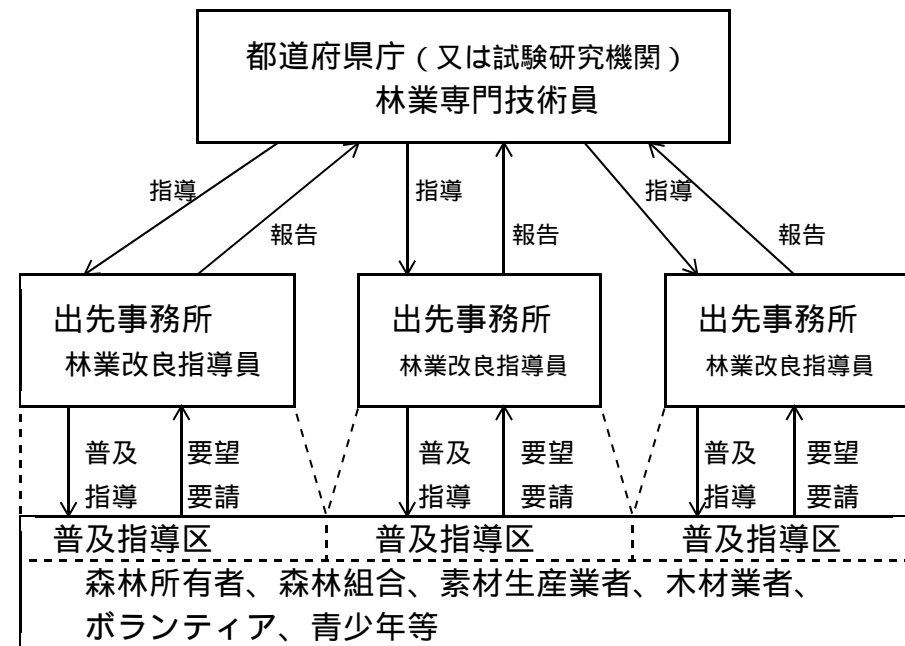 都道府県庁（又は試験研究機関）
林業専門技術員
指導
報告
指導
報告
指導
報告
出先事務所
林業改良指導員
出先事務所
林業改良指導員
出先事務所
林業改良指導員
普及
指導
要望
要請
普及
指導
要望
要請
普及
指導
要望
要請
普及指導区
普及指導区
普及指導区
森林所有者、森林組合、素材生産業者、木材業者、
ボランティア、青少年等